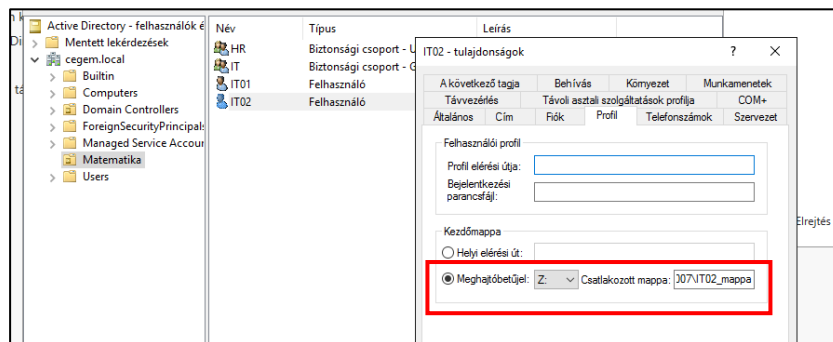 Active Directory - felhasználók é
Mentett lekérdezések
cegem.local
Builtin
Computers
Domain Controllers
ForeignSecurityPrincipals
Managed Service Accour
Matematika
Users
Név Típus Leírás
HR Biztonsági csoport - U
IT Biztonsági csoport - G
IT01 Felhasználó
IT02 Felhasználó
IT02 - tulajdonságok ? ×
A következő tagja Behívás Környezet Munkamenetek
Távvezérlés Távoli asztali szolgáltatások profilja COM+
Általános Cím Fiók Profil Telefonszámok Szervezet
Felhasználói profil
Profil elérési útja:
Bejelentkezési
parancsfájl:
Kezdőmappa
Helyi elérési út:
Meghajtóbetűjel: Z: Csatlakozott mappa: 007\IT02_mappa
Elrejtés